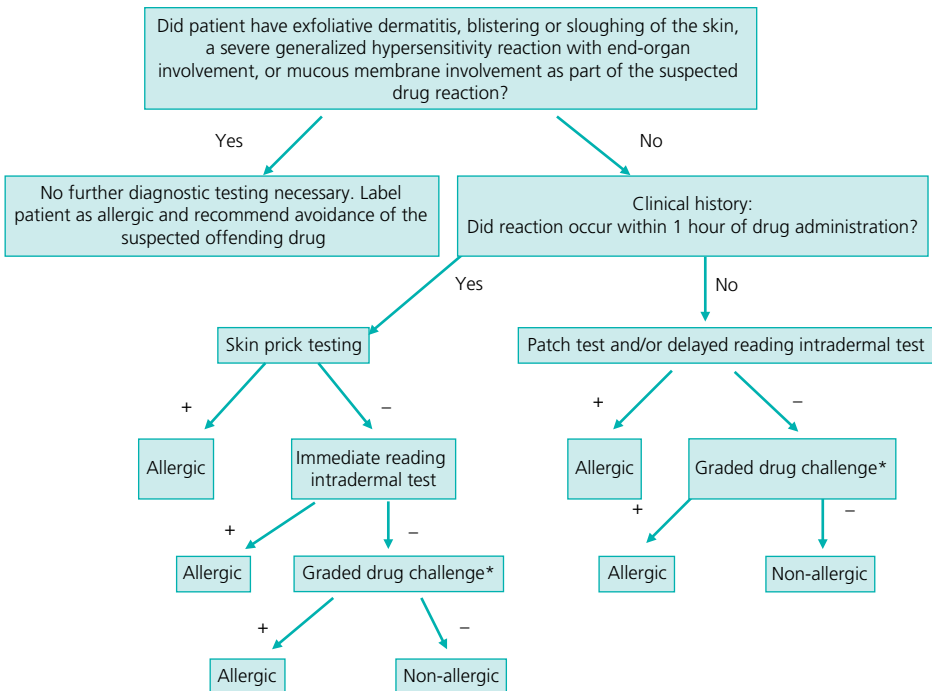 Did patient have exfoliative dermatitis, blistering or sloughing of the skin,
a severe generalized hypersensitivity reaction with end-organ
involvement, or mucous membrane involvement as part of the suspected
drug reaction?
Yes
No
No further diagnostic testing necessary. Label
patient as allergic and recommend avoidance of the
suspected offending drug
Clinical history:
Did reaction occur within 1 hour of drug administration?
Yes
No
Skin prick testing
Patch test and/or delayed reading intradermal test
+
–
+
–
Allergic
Immediate reading
intradermal test
Allergic
Graded drug challenge*
+
–
+
–
Allergic
Graded drug challenge*
Allergic
Non-allergic
+
–
Allergic
Non-allergic